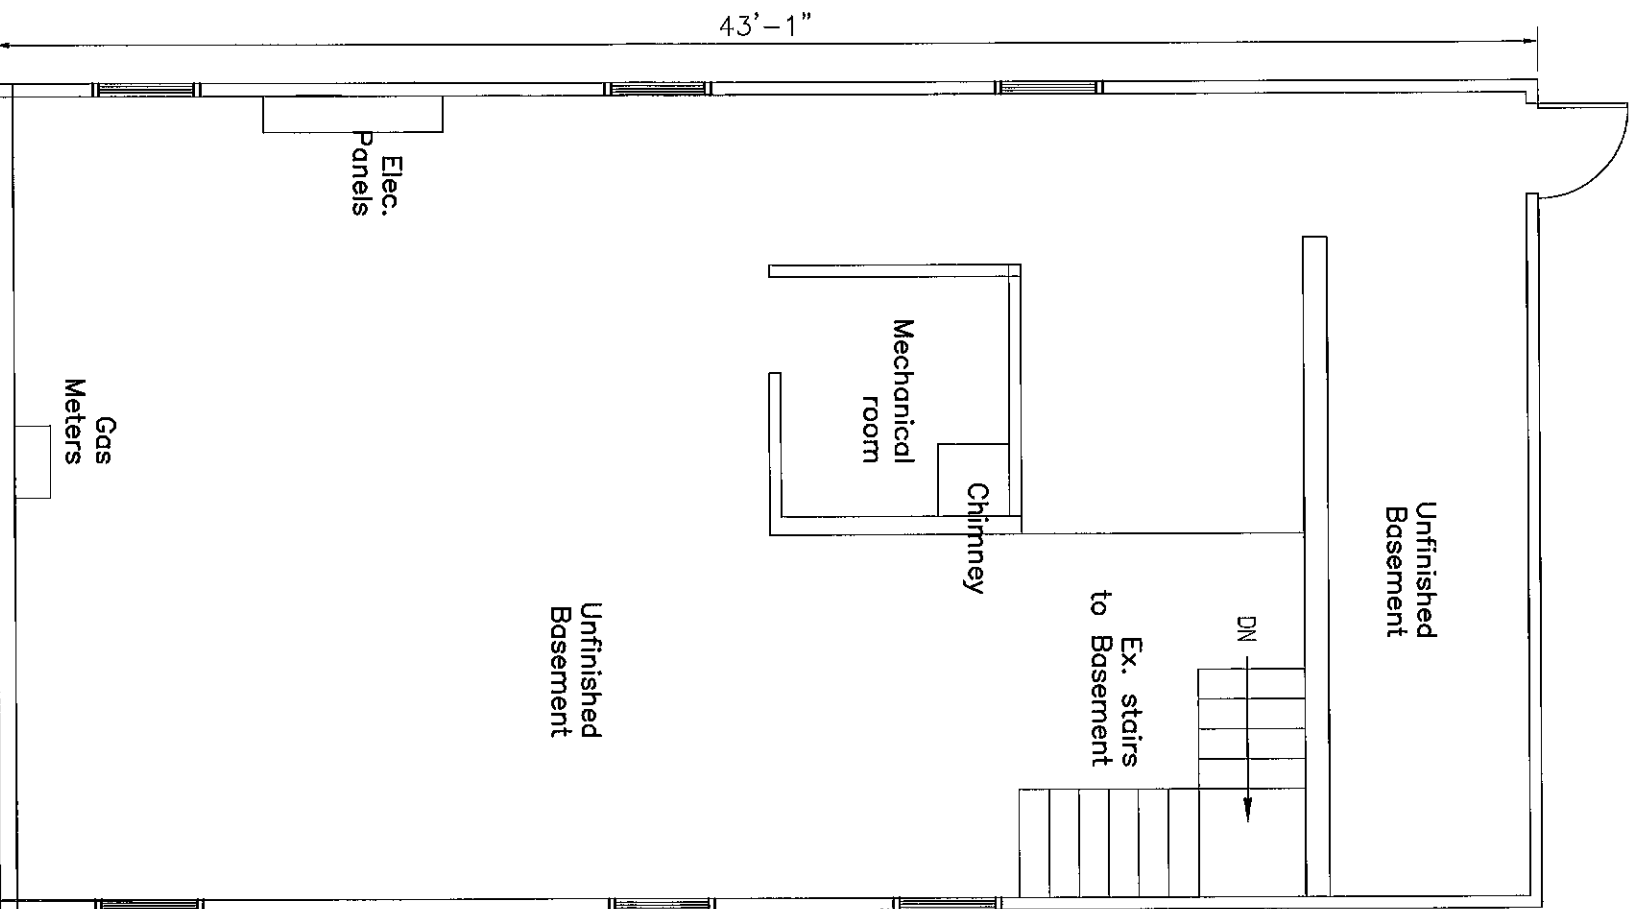 43'-1"
Elec.
Panels
Mechanical
room
Chimney
Gas
Meters
Unfinished
Basement
Unfinished
Basement
Ex. stairs
to Basement
DN